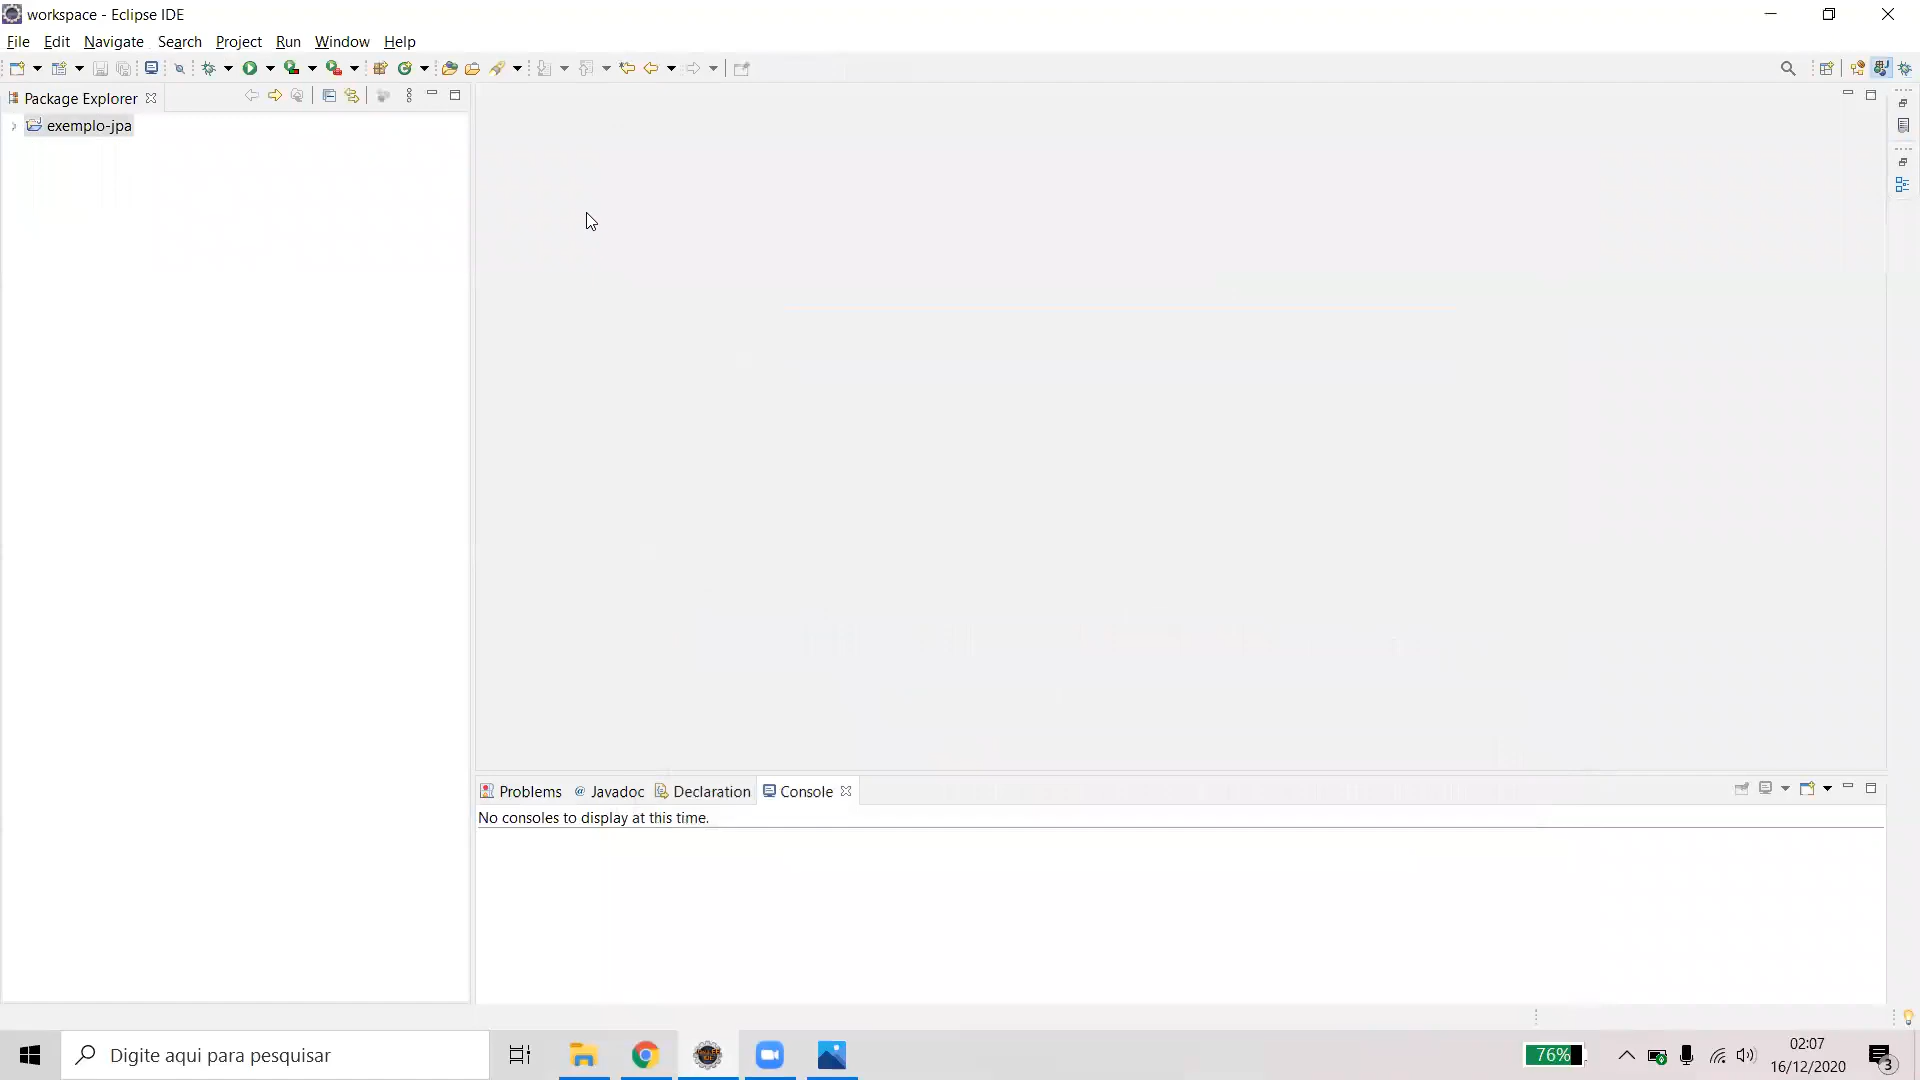 workspace - Eclipse IDE
File Edit Navigate Search Project Run Window Help
Package Explorer
exemplo-jpa
Problems @ Javadoc Declaration Console
No consoles to display at this time.
Digite aqui para pesquisar
76%
02:07
16/12/2020
3